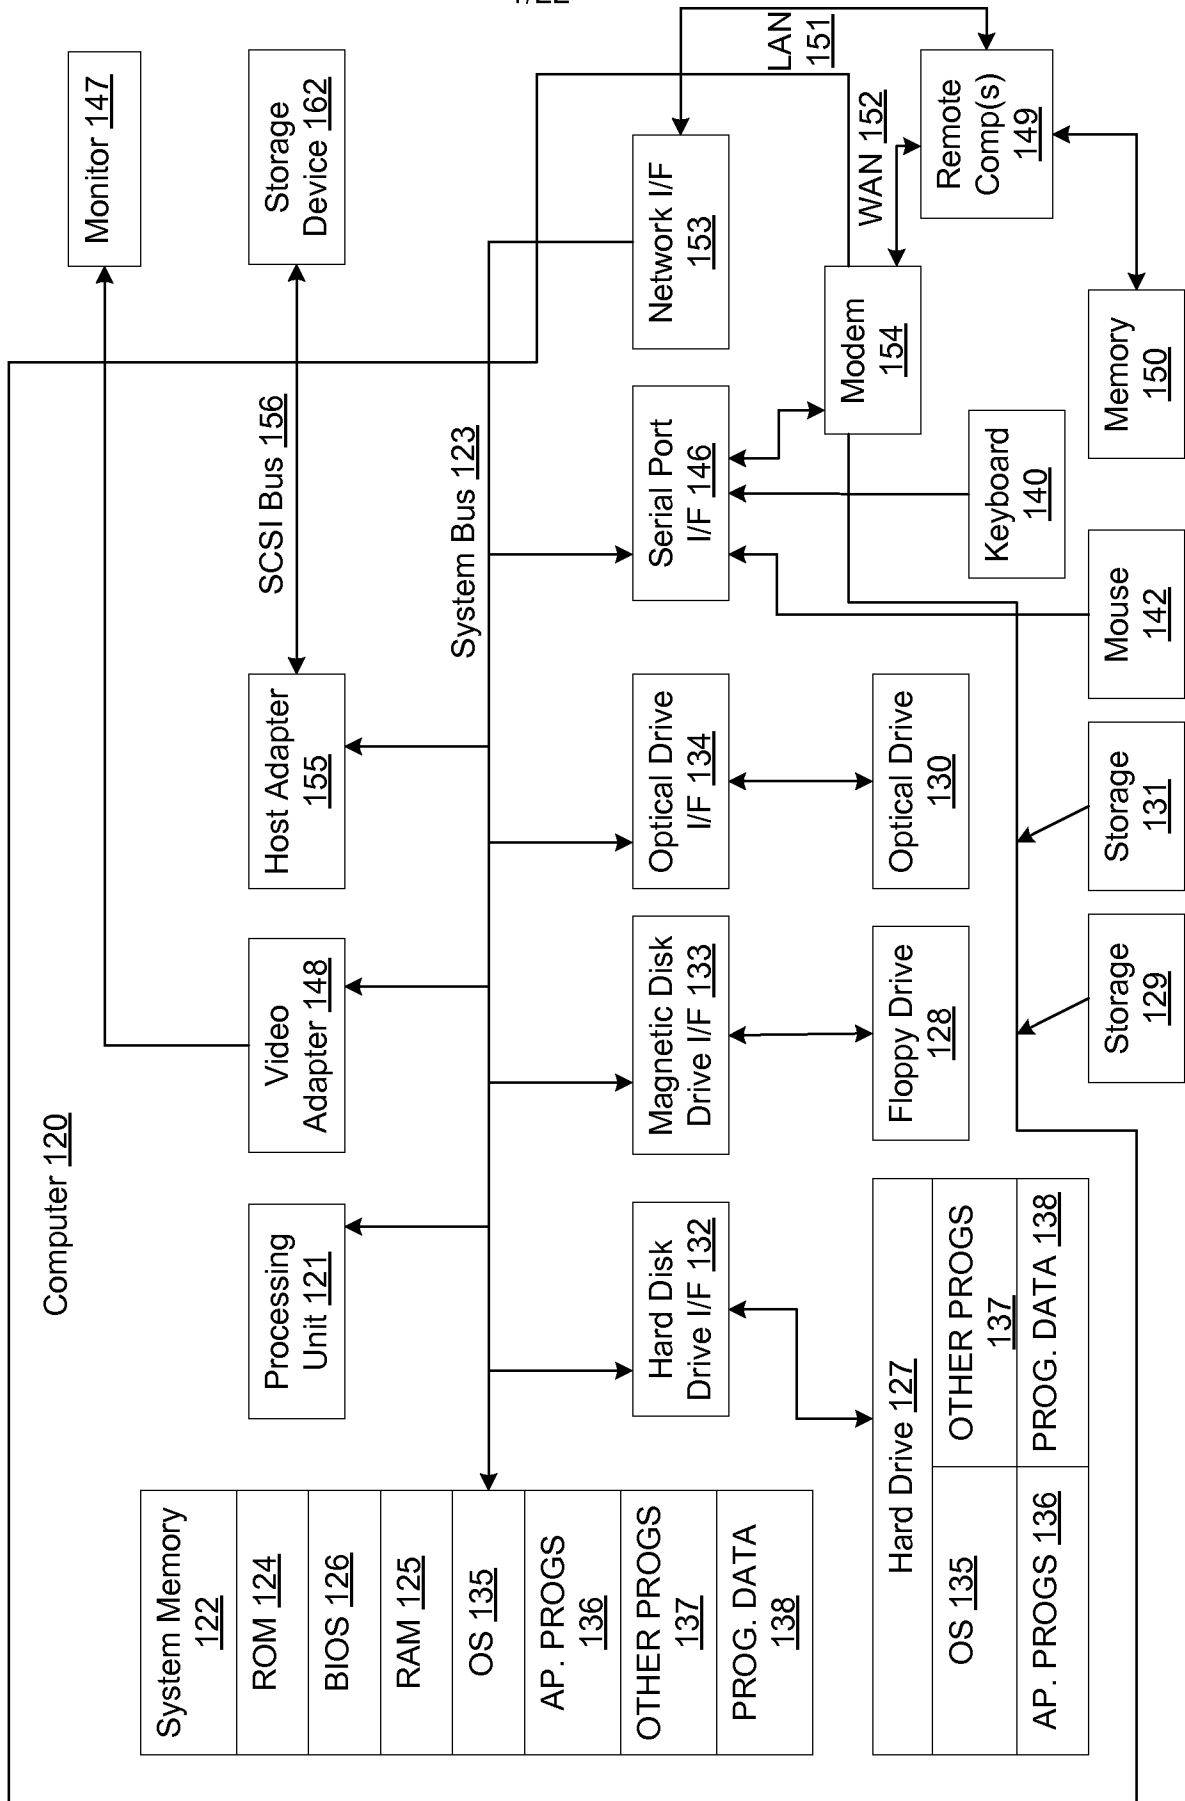 1/22
Computer 120
System Memory
122
ROM 124
BIOS 126
RAM 125
OS 135
AP. PROGS
136
OTHER PROGS
137
PROG. DATA
138
Processing
Unit 121
Video
Adapter 148
Host Adapter
155
SCSI Bus 156
Monitor 147
Storage
Device 162
System Bus 123
Hard Disk
Drive I/F 132
Magnetic Disk
Drive I/F 133
Optical Drive
I/F 134
Serial Port
I/F 146
Network I/F
153
LAN
151
Hard Drive 127
OS 135
OTHER PROGS
137
AP. PROGS 136
PROG. DATA 138
Floppy Drive
128
Optical Drive
130
Modem
154
WAN 152
Remote
Comp(s)
149
Keyboard
140
Storage
129
Storage
131
Mouse
142
Memory
150